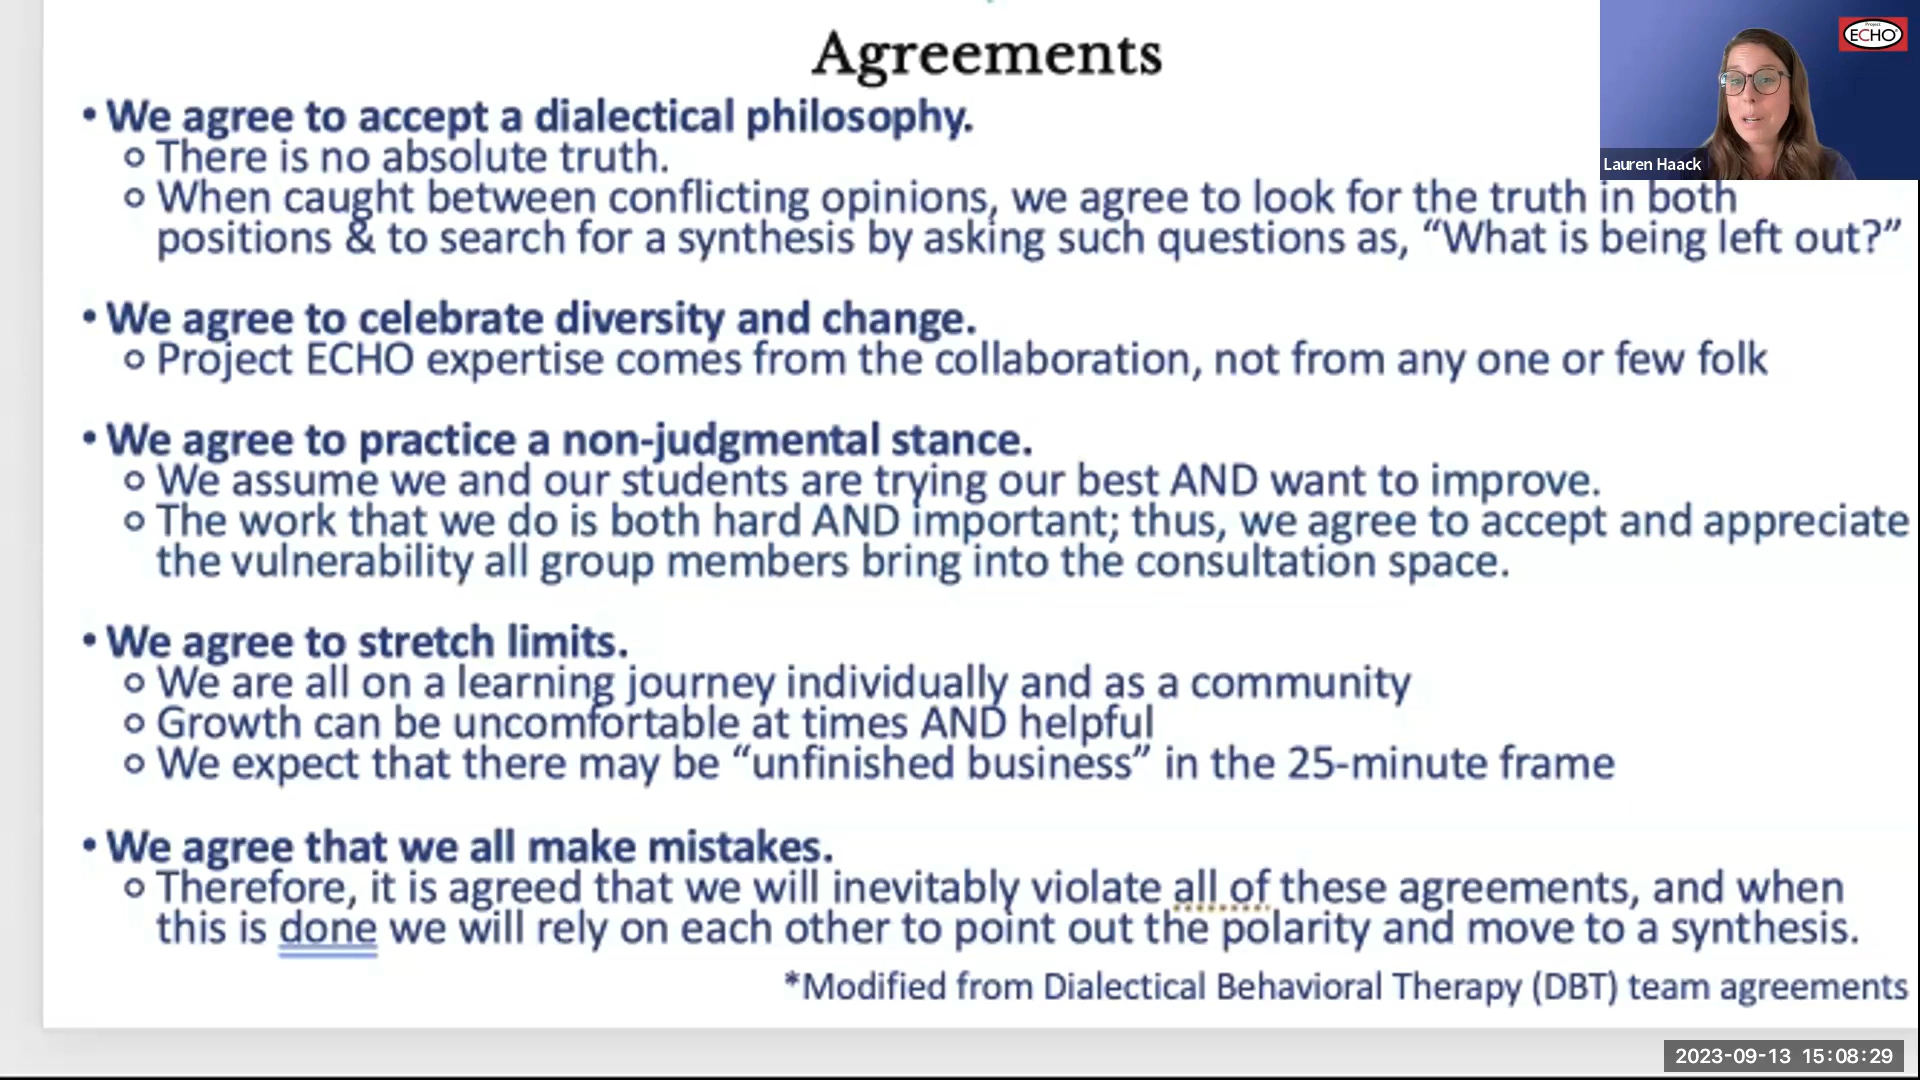 Agreements
• We agree to accept a dialectical philosophy.
o There is no absolute truth.
o When caught between conflicting opinions, we agree to look for the truth in both
positions & to search for a synthesis by asking such questions as, “What is being left out?”
• We agree to celebrate diversity and change.
o Project ECHO expertise comes from the collaboration, not from any one or few folk
• We agree to practice a non-judgmental stance.
o We assume we and our students are trying our best AND want to improve.
o The work that we do is both hard AND important; thus, we agree to accept and appreciate
the vulnerability all group members bring into the consultation space.
• We agree to stretch limits.
o We are all on a learning journey individually and as a community
o Growth can be uncomfortable at times AND helpful
o We expect that there may be “unfinished business” in the 25-minute frame
• We agree that we all make mistakes.
o Therefore, it is agreed that we will inevitably violate all of these agreements, and when
this is done we will rely on each other to point out the polarity and move to a synthesis.
*Modified from Dialectical Behavioral Therapy (DBT) team agreements
Project
ECHO
Lauren Haack
2023-09-13 15:08:29